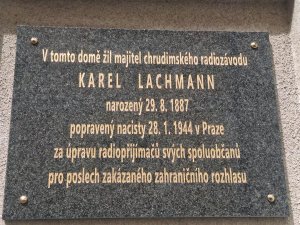 V tomto domě žil majitel chrudimského radiozávodu
KAREL LACHMANN
narozený 29. 8. 1887
popravený nacisty 28. 1. 1944 v Praze
za úpravu radiopřijímačů svých spoluobčanů
pro poslech zakázaného zahraničního rozhlasu